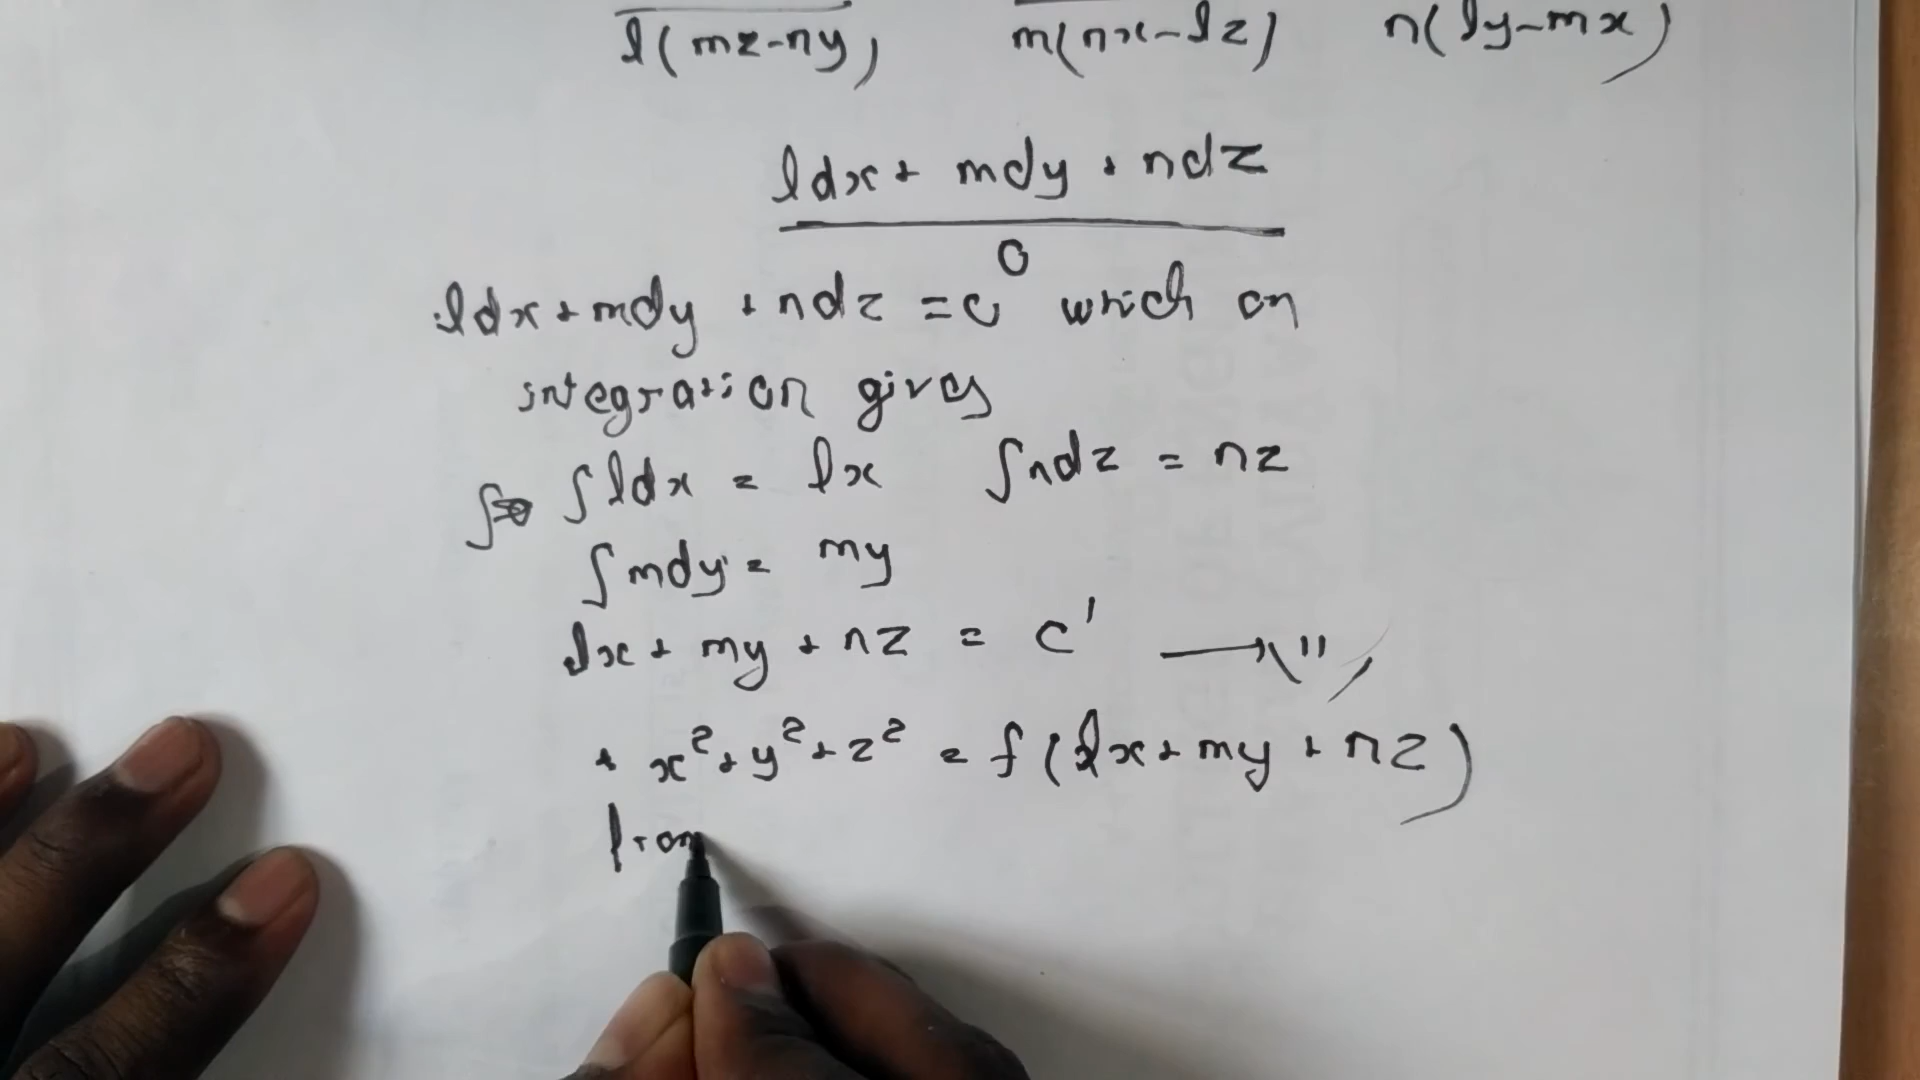 l(mz-ny) m(nx-lz) n(ly-mx)
ldx + mdy + ndz
0
ldx + mdy + ndz = 0 which on
integration gives
∫ldx = lx ∫ndz = nz
∫mdy = my
lx + my + nz = c' → (11)
+ x² + y² + z² = f(lx + my + nz)
from